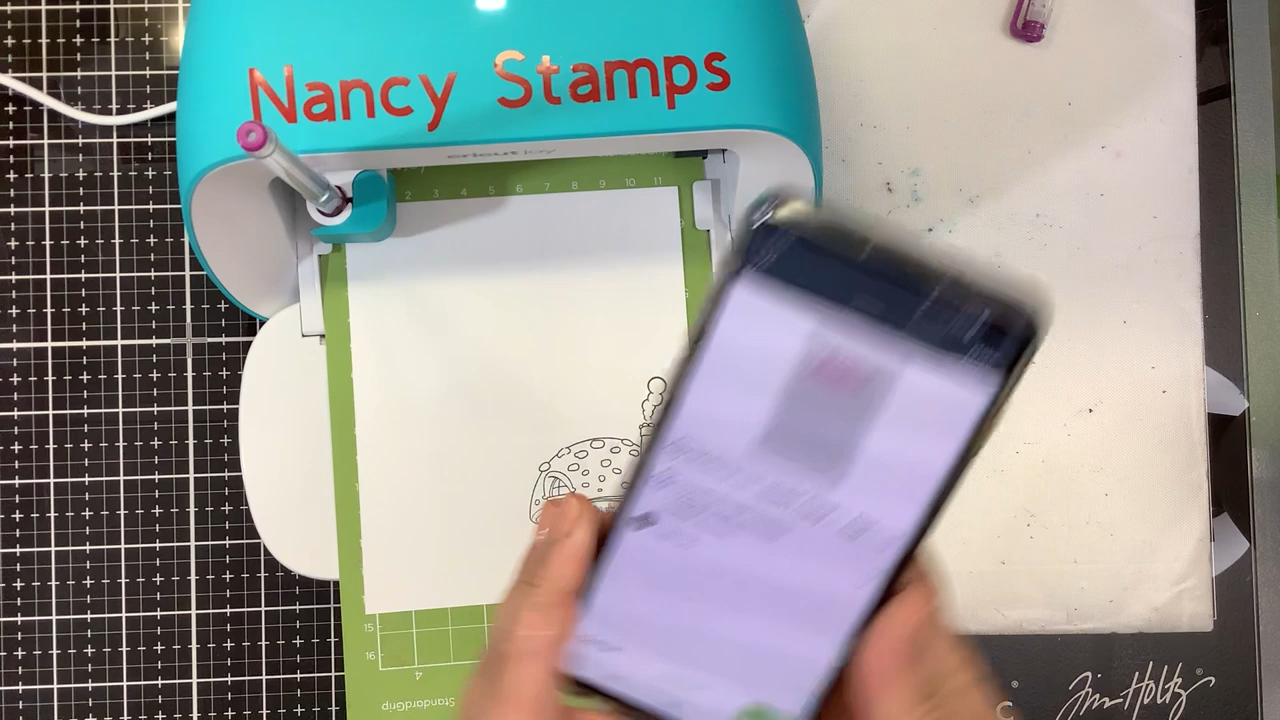 Nancy Stamps
cricut joy
2 3 4 5 6 7 8 9 10 11
15
16
4
StandardGrip
Tim Holtz®
® C